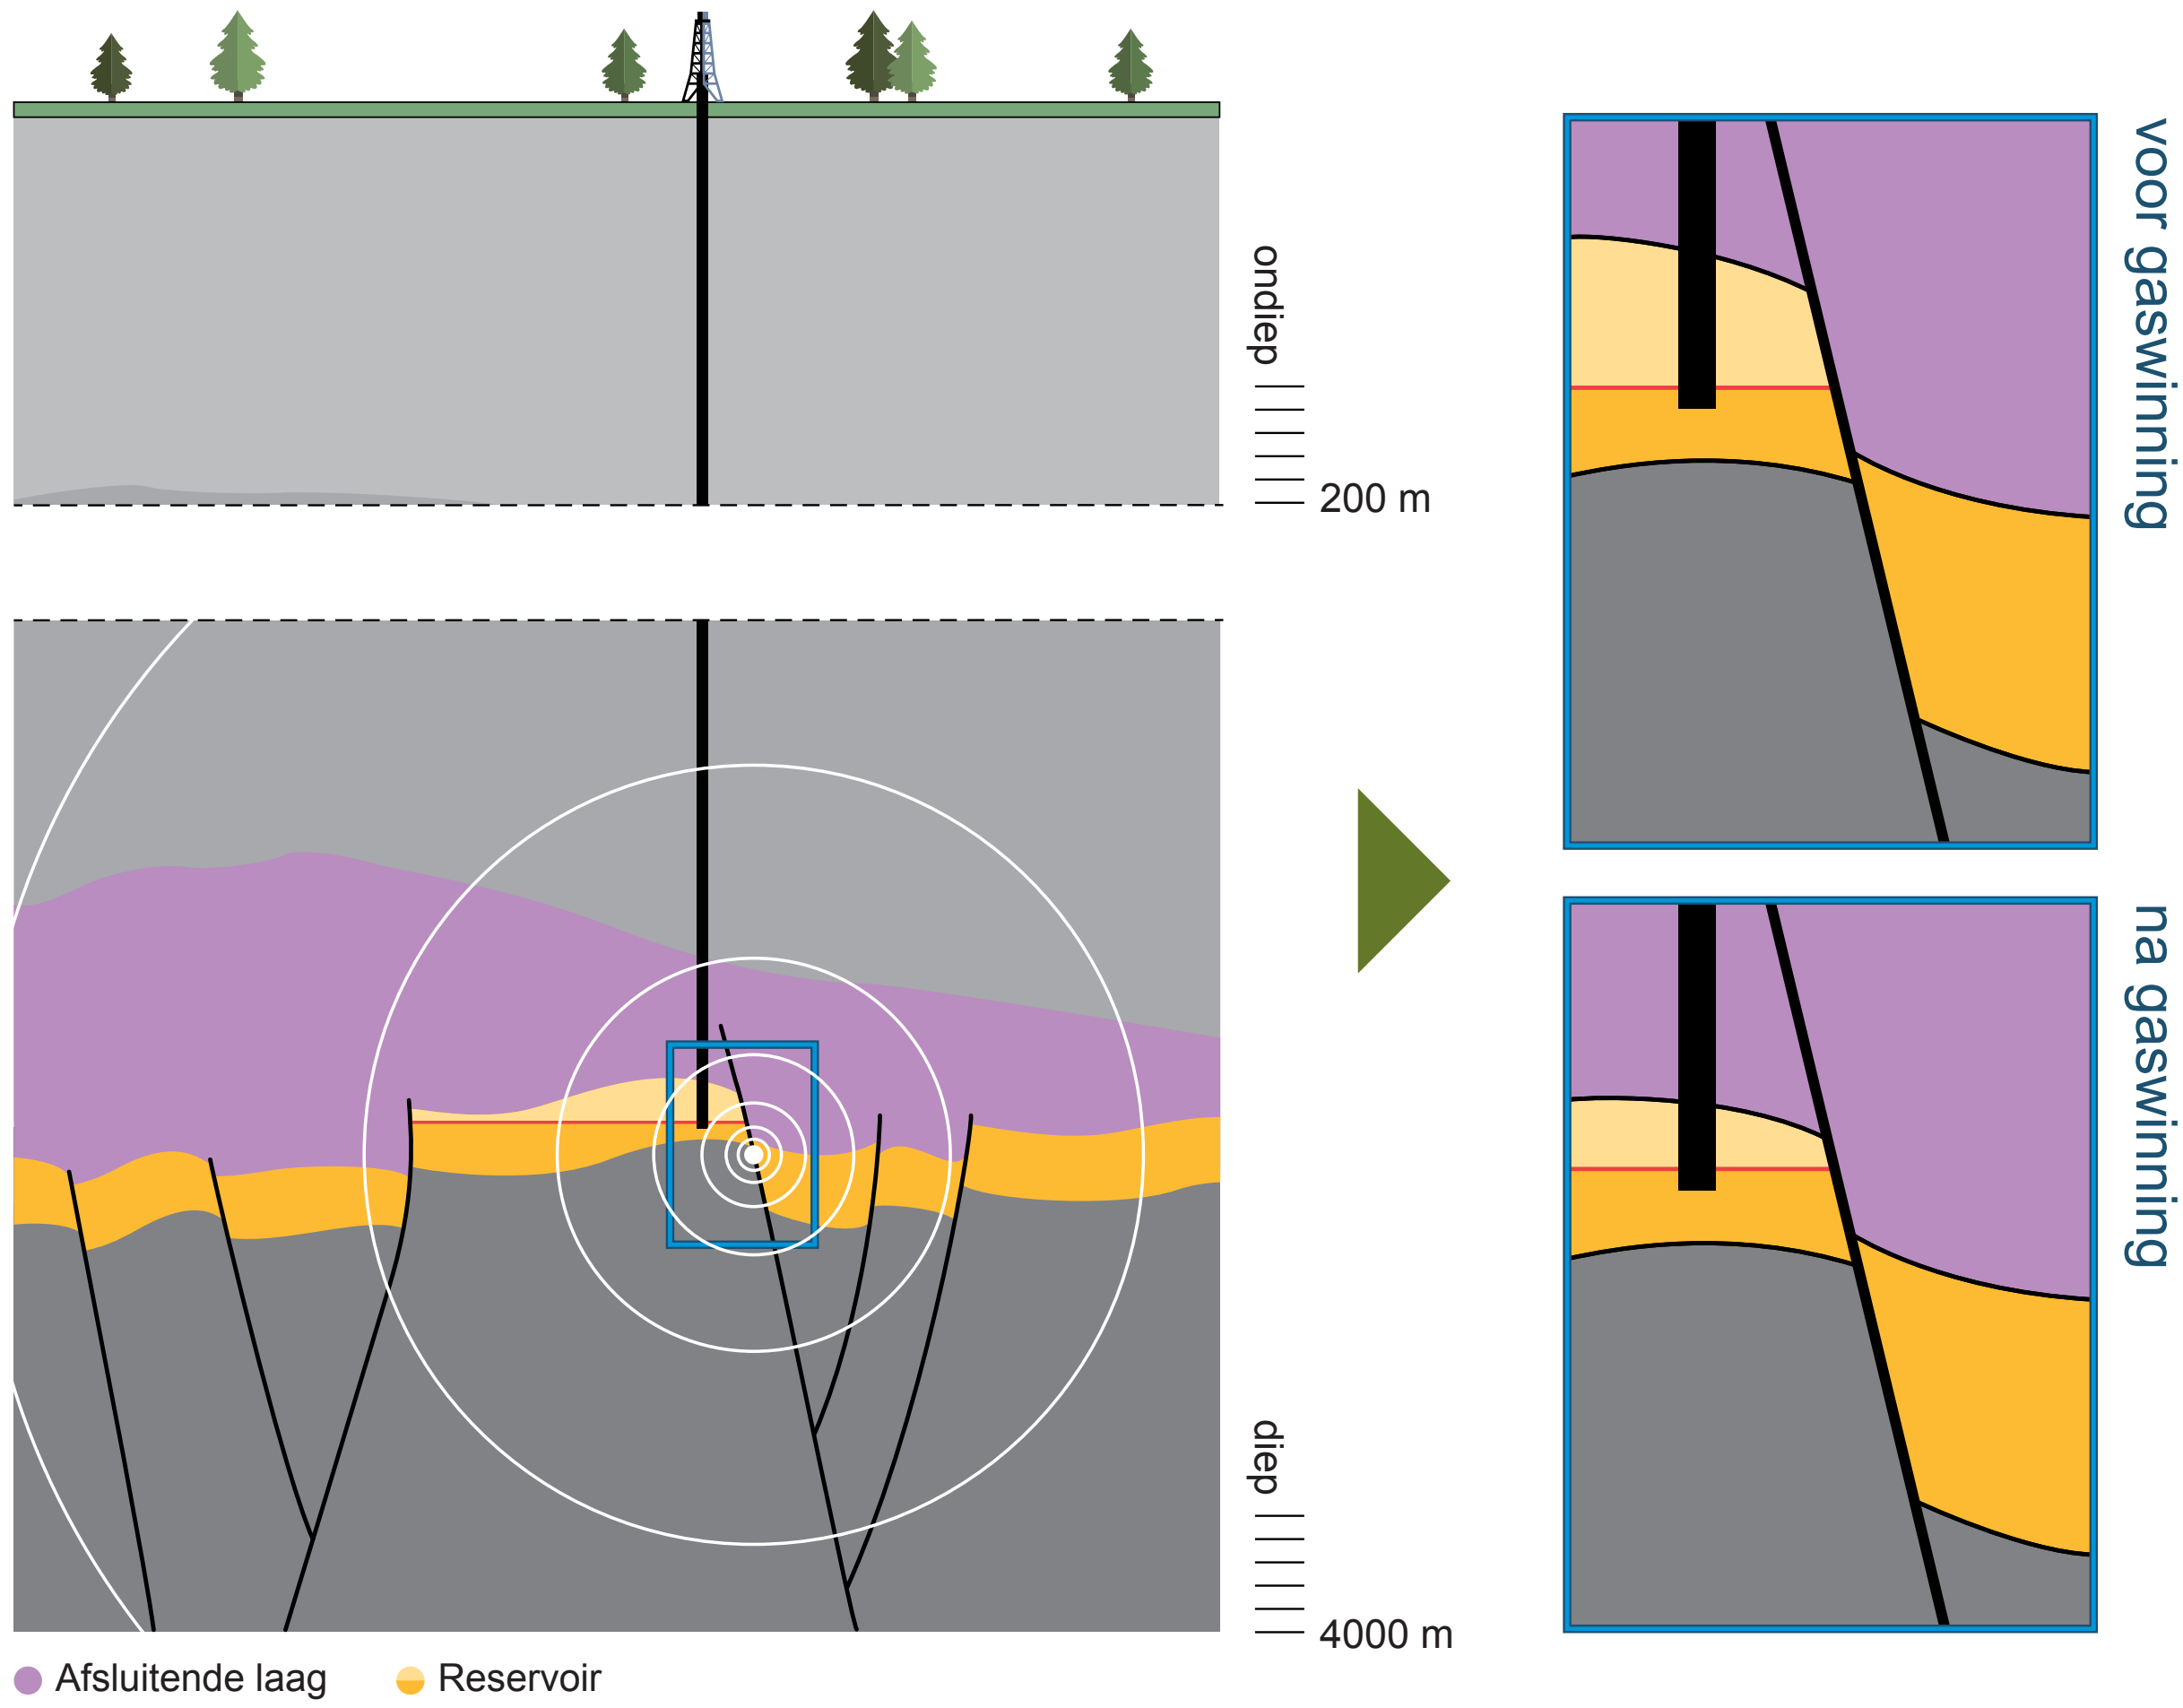 ondiep
200 m
diep
4000 m
Afsluitende laag
Reservoir
voor gaswinning
na gaswinning